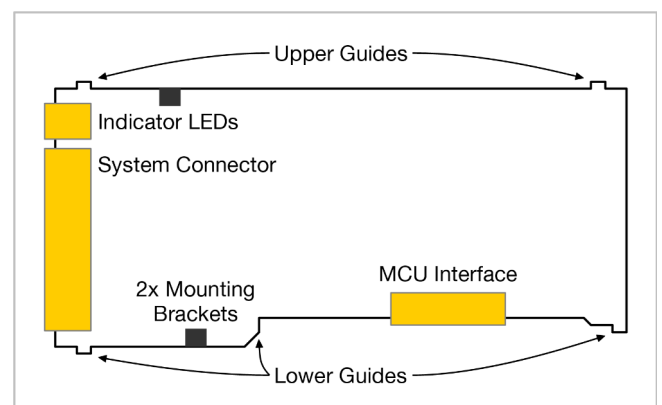 Upper Guides
Indicator LEDs
System Connector
MCU Interface
2x Mounting
Brackets
Lower Guides